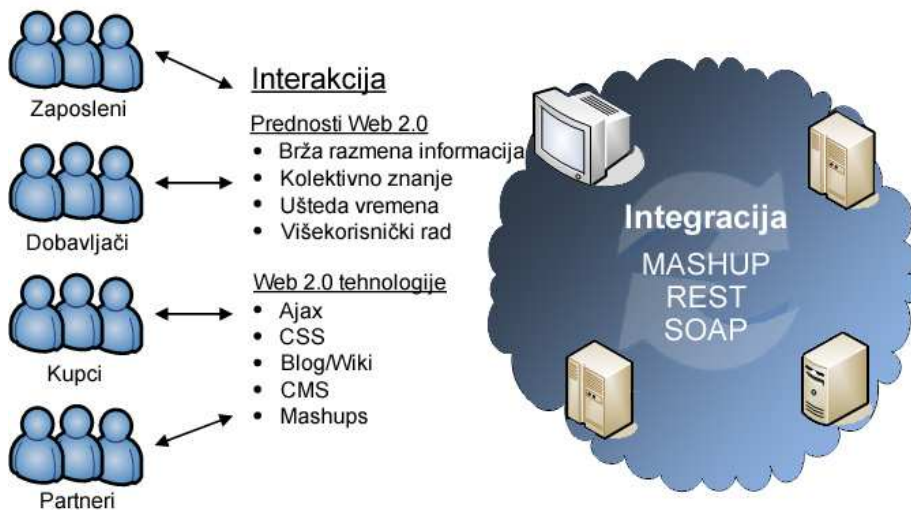 Zaposleni
Dobavljači
Kupci
Partneri
Interakcija
Prednosti Web 2.0
• Brža razmena informacija
• Kolektivno znanje
• Ušteda vremena
• Višekorisnički rad
Web 2.0 tehnologije
• Ajax
• CSS
• Blog/Wiki
• CMS
• Mashups
Integracija
MASHUP
REST
SOAP